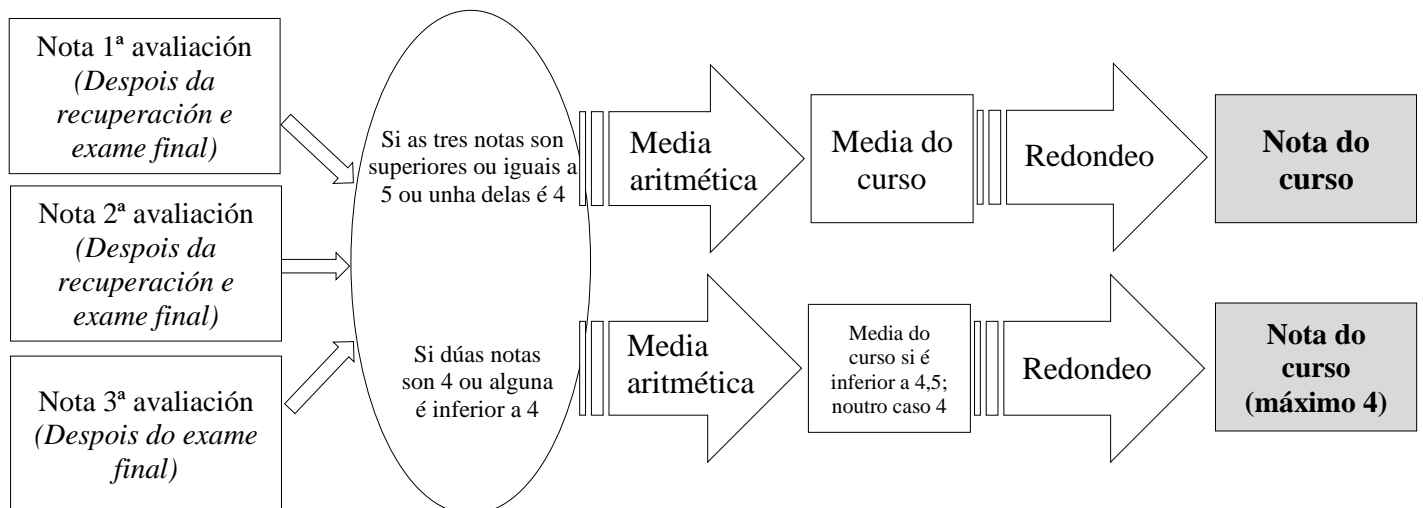 Nota 1ª avaliación
(Despois da
recuperación e
exame final)
Nota 2ª avaliación
(Despois da
recuperación e
exame final)
Nota 3ª avaliación
(Despois do exame
final)
Si as tres notas son
superiores ou iguais a
5 ou unha delas é 4
Media
aritmética
Media do
curso
Redondeo
Nota do
curso
Si dúas notas
son 4 ou alguna
é inferior a 4
Media
aritmética
Media do
curso si é
inferior a 4,5;
noutro caso 4
Redondeo
Nota do
curso
(máximo 4)